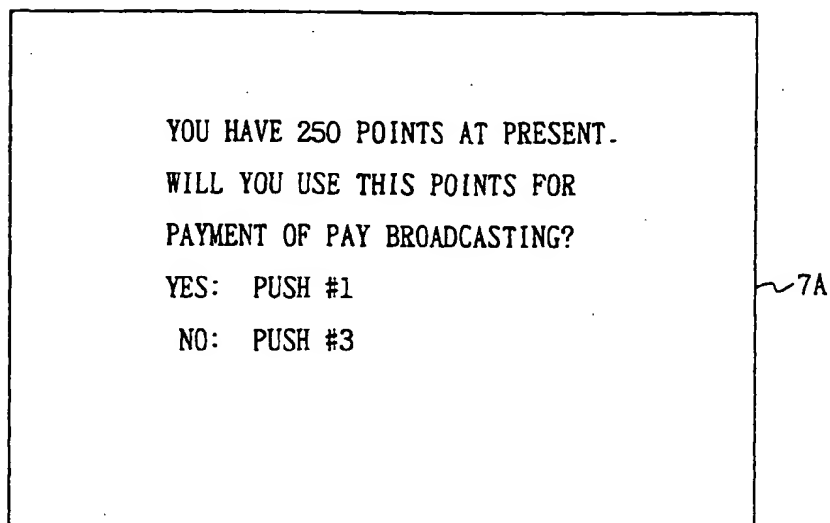 YOU HAVE 250 POINTS AT PRESENT.
WILL YOU USE THIS POINTS FOR
PAYMENT OF PAY BROADCASTING?
YES: PUSH #1
NO: PUSH #3
7A